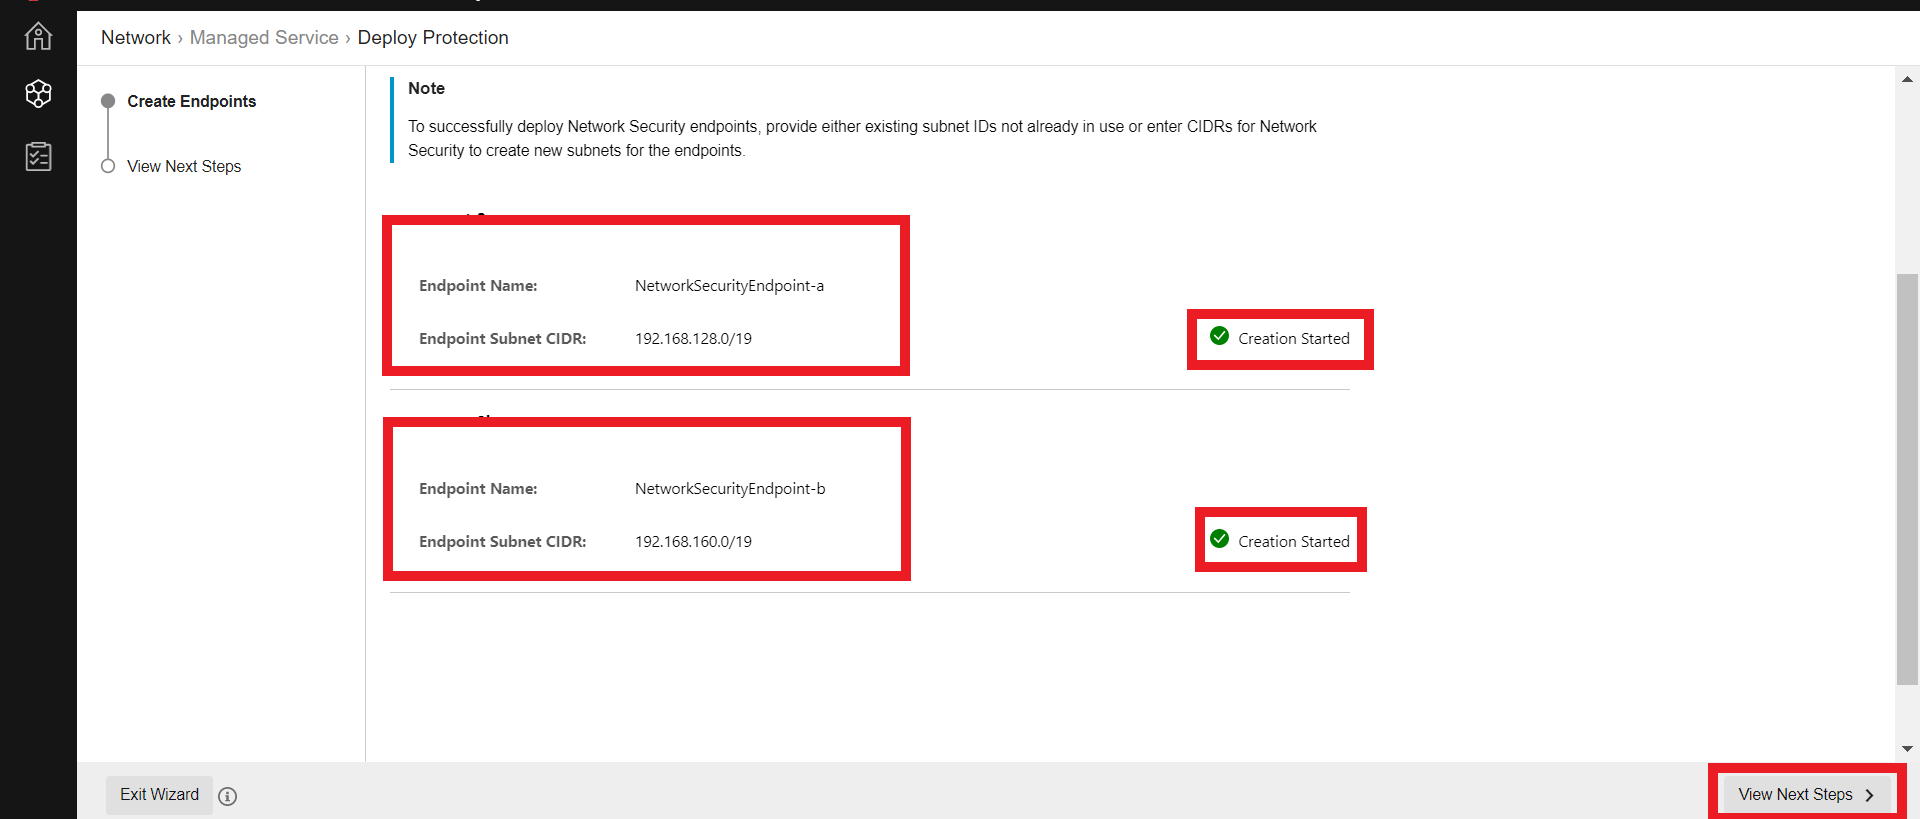 Network › Managed Service › Deploy Protection
Create Endpoints
View Next Steps
Note
To successfully deploy Network Security endpoints, provide either existing subnet IDs not already in use or enter CIDRs for Network
Security to create new subnets for the endpoints.
Endpoint Name: NetworkSecurityEndpoint-a
Endpoint Subnet CIDR: 192.168.128.0/19
Creation Started
Endpoint Name: NetworkSecurityEndpoint-b
Endpoint Subnet CIDR: 192.168.160.0/19
Creation Started
Exit Wizard
View Next Steps